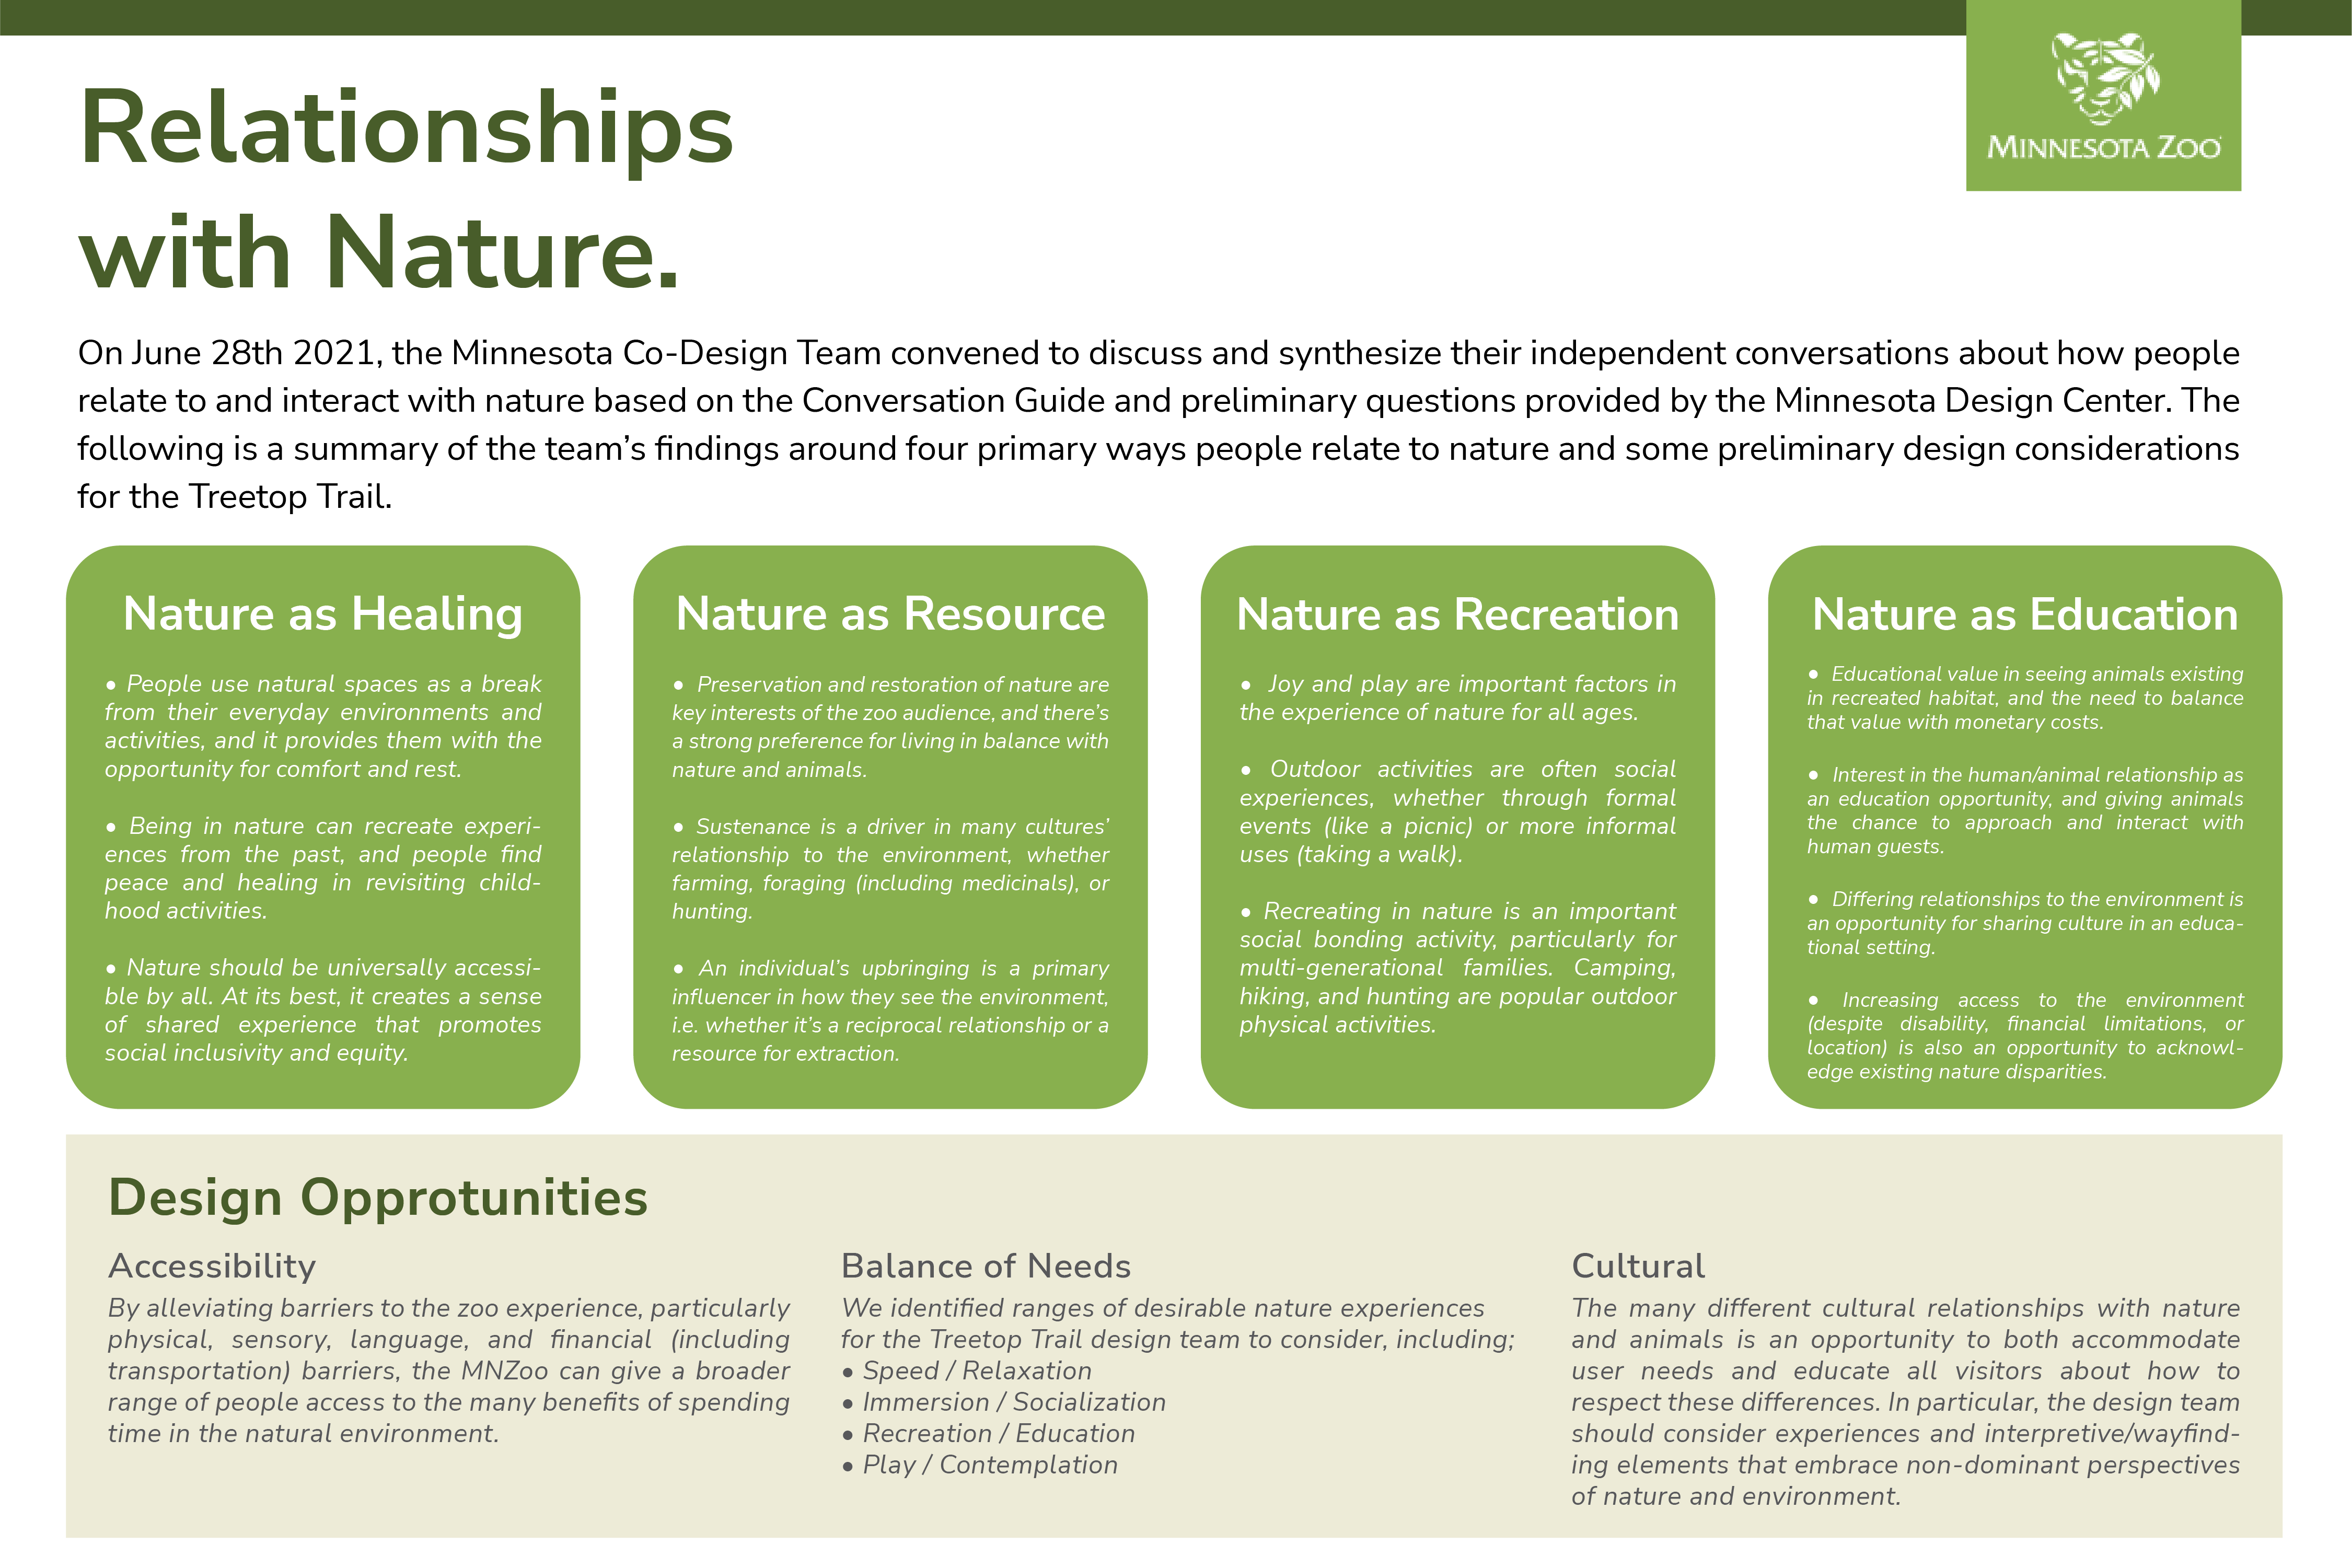 MINNESOTA ZOO
Relationships
with Nature.
On June 28th 2021, the Minnesota Co-Design Team convened to discuss and synthesize their independent conversations about how people
relate to and interact with nature based on the Conversation Guide and preliminary questions provided by the Minnesota Design Center. The
following is a summary of the team’s findings around four primary ways people relate to nature and some preliminary design considerations
for the Treetop Trail.
Nature as Healing
• People use natural spaces as a break
from their everyday environments and
activities, and it provides them with the
opportunity for comfort and rest.
• Being in nature can recreate experi-
ences from the past, and people find
peace and healing in revisiting child-
hood activities.
• Nature should be universally accessi-
ble by all. At its best, it creates a sense
of shared experience that promotes
social inclusivity and equity.
Nature as Resource
• Preservation and restoration of nature are
key interests of the zoo audience, and there’s
a strong preference for living in balance with
nature and animals.
• Sustenance is a driver in many cultures’
relationship to the environment, whether
farming, foraging (including medicinals), or
hunting.
• An individual’s upbringing is a primary
influencer in how they see the environment,
i.e. whether it’s a reciprocal relationship or a
resource for extraction.
Nature as Recreation
• Joy and play are important factors in
the experience of nature for all ages.
• Outdoor activities are often social
experiences, whether through formal
events (like a picnic) or more informal
uses (taking a walk).
• Recreating in nature is an important
social bonding activity, particularly for
multi-generational families. Camping,
hiking, and hunting are popular outdoor
physical activities.
Nature as Education
• Educational value in seeing animals existing
in recreated habitat, and the need to balance
that value with monetary costs.
• Interest in the human/animal relationship as
an education opportunity, and giving animals
the chance to approach and interact with
human guests.
• Differing relationships to the environment is
an opportunity for sharing culture in an educa-
tional setting.
• Increasing access to the environment
(despite disability, financial limitations, or
location) is also an opportunity to acknowl-
edge existing nature disparities.
Design Opprotunities
Accessibility
By alleviating barriers to the zoo experience, particularly
physical, sensory, language, and financial (including
transportation) barriers, the MNZoo can give a broader
range of people access to the many benefits of spending
time in the natural environment.
Balance of Needs
We identified ranges of desirable nature experiences
for the Treetop Trail design team to consider, including;
• Speed / Relaxation
• Immersion / Socialization
• Recreation / Education
• Play / Contemplation
Cultural
The many different cultural relationships with nature
and animals is an opportunity to both accommodate
user needs and educate all visitors about how to
respect these differences. In particular, the design team
should consider experiences and interpretive/wayfind-
ing elements that embrace non-dominant perspectives
of nature and environment.